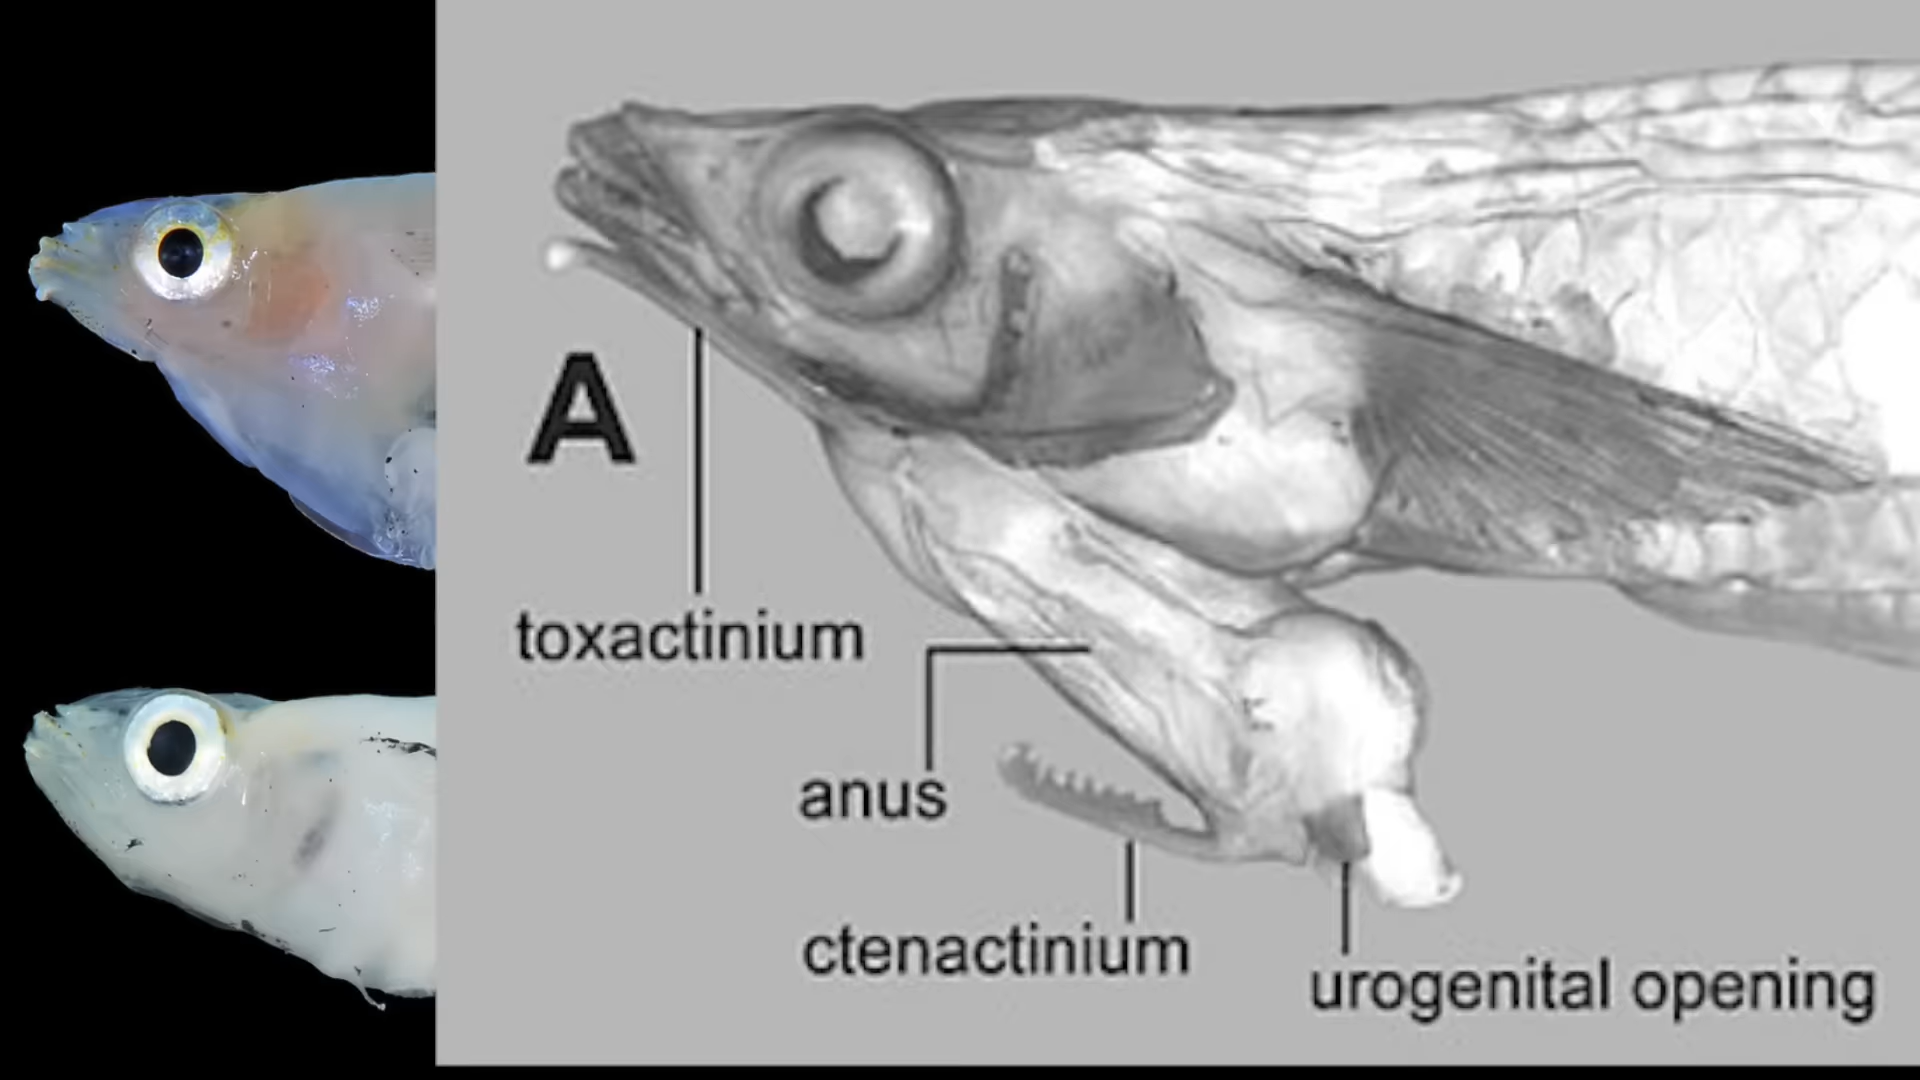 A
toxactinium
anus
ctenactinium
urogenital opening